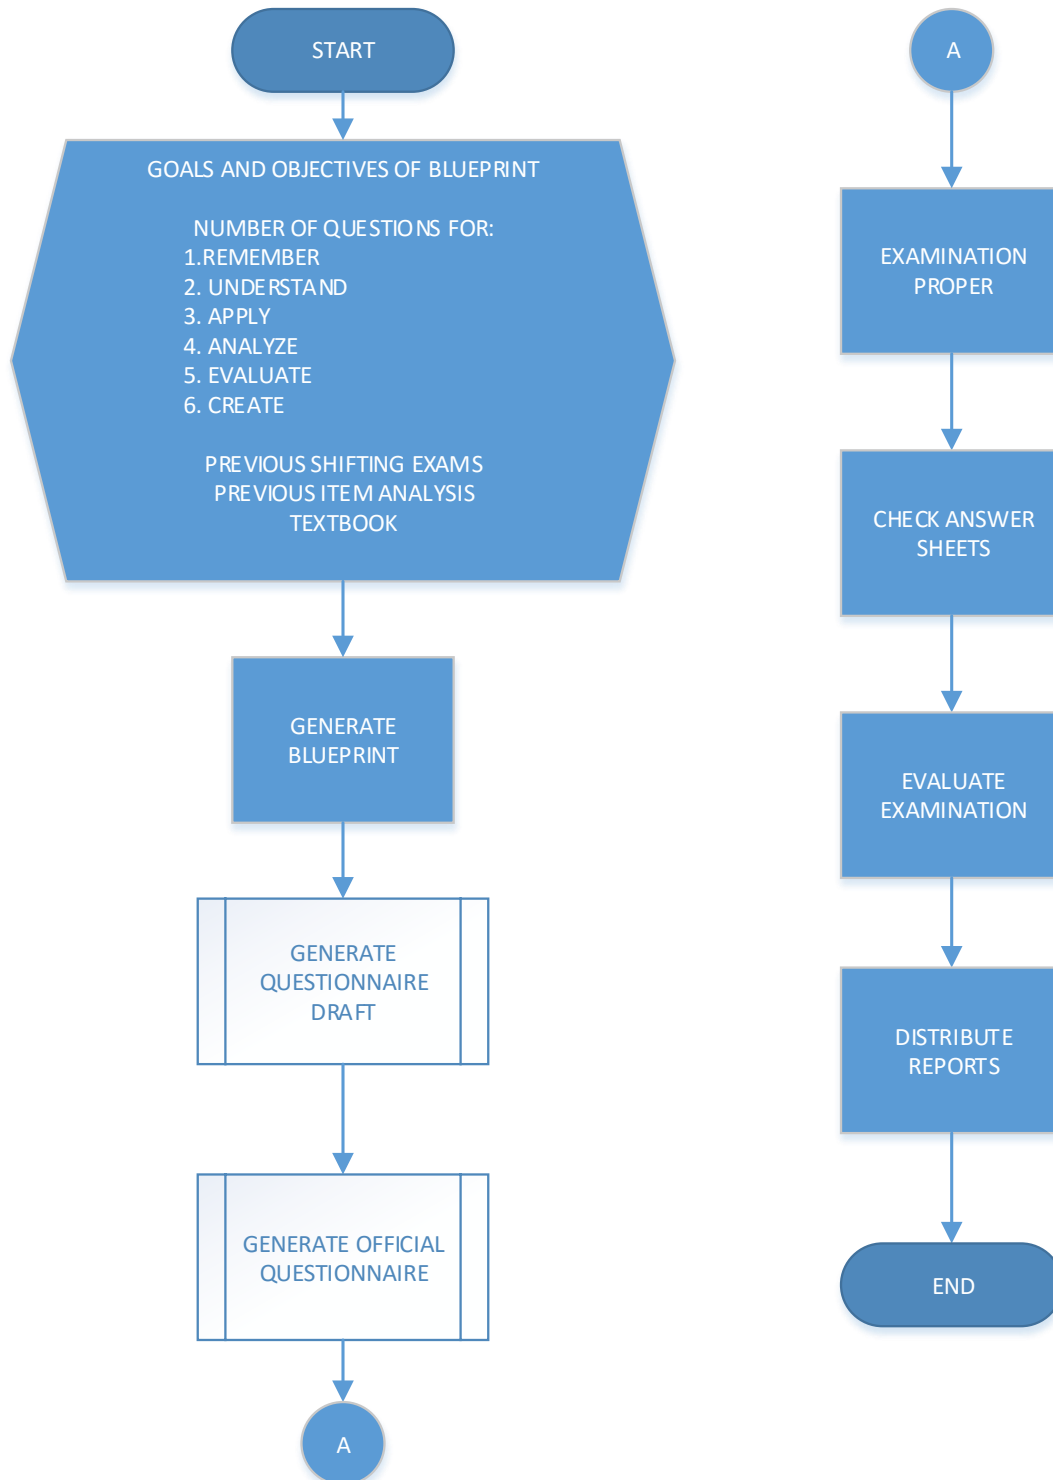 START
GOALS AND OBJECTIVES OF BLUEPRINT
NUMBER OF QUESTIONS FOR:
1.REMEMBER
2. UNDERSTAND
3. APPLY
4. ANALYZE
5. EVALUATE
6. CREATE
PREVIOUS SHIFTING EXAMS
PREVIOUS ITEM ANALYSIS
TEXTBOOK
GENERATE
BLUEPRINT
GENERATE
QUESTIONNAIRE
DRAFT
GENERATE OFFICIAL
QUESTIONNAIRE
A
A
EXAMINATION
PROPER
CHECK ANSWER
SHEETS
EVALUATE
EXAMINATION
DISTRIBUTE
REPORTS
END